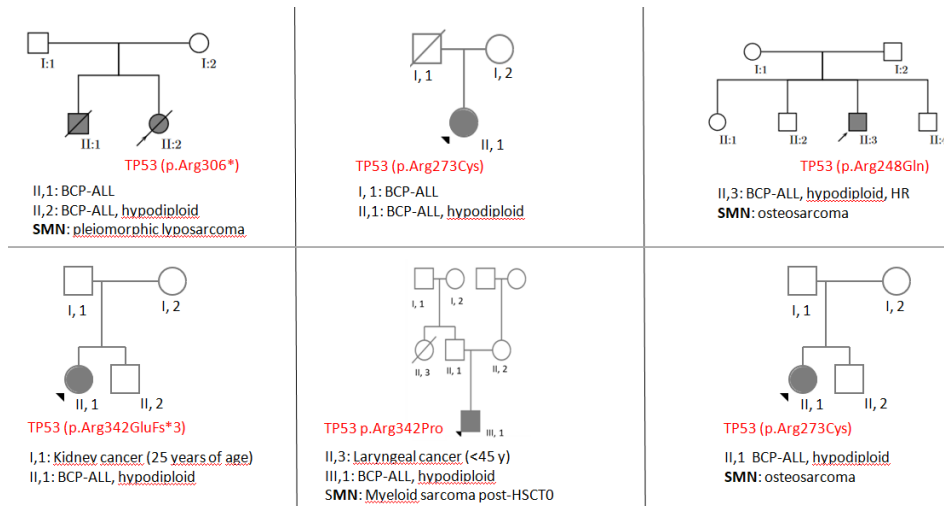 I:1
I:2
II:1
II:2
TP53 (p.Arg306*)
II,1: BCP-ALL
II,2: BCP-ALL, hypodiploid
SMN: pleiomorphic lyposarcoma
I, 1
I, 2
II, 1
TP53 (p.Arg273Cys)
I, 1: BCP-ALL
II,1: BCP-ALL, hypodiploid
I:1
I:2
II:1
II:2
II:3
II:4
TP53 (p.Arg248Gln)
II,3: BCP-ALL, hypodiploid, HR
SMN: osteosarcoma
I, 1
I, 2
II, 1
II, 2
TP53 (p.Arg342GluFs*3)
I,1: Kidney cancer (25 years of age)
II,1: BCP-ALL, hypodiploid
I, 1
I, 2
II, 3
II, 1
II, 2
III, 1
TP53 p.Arg342Pro
II,3: Laryngeal cancer (<45 y)
III,1: BCP-ALL, hypodiploid
SMN: Myeloid sarcoma post-HSCT0
I, 1
I, 2
II, 1
II, 2
TP53 (p.Arg273Cys)
II,1 BCP-ALL, hypodiploid
SMN: osteosarcoma